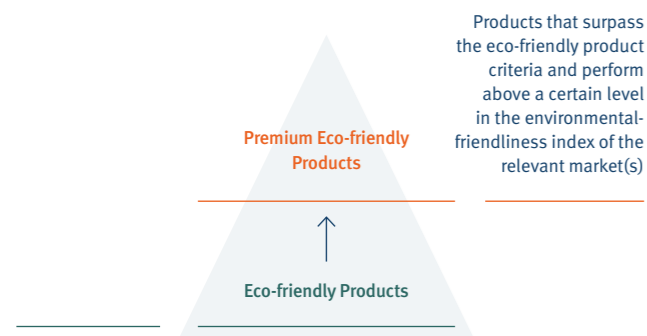 Products that surpass
the eco-friendly product
criteria and perform
above a certain level
in the environmental-
friendliness index of the
relevant market(s)
Premium Eco-friendly
Products
Eco-friendly Products